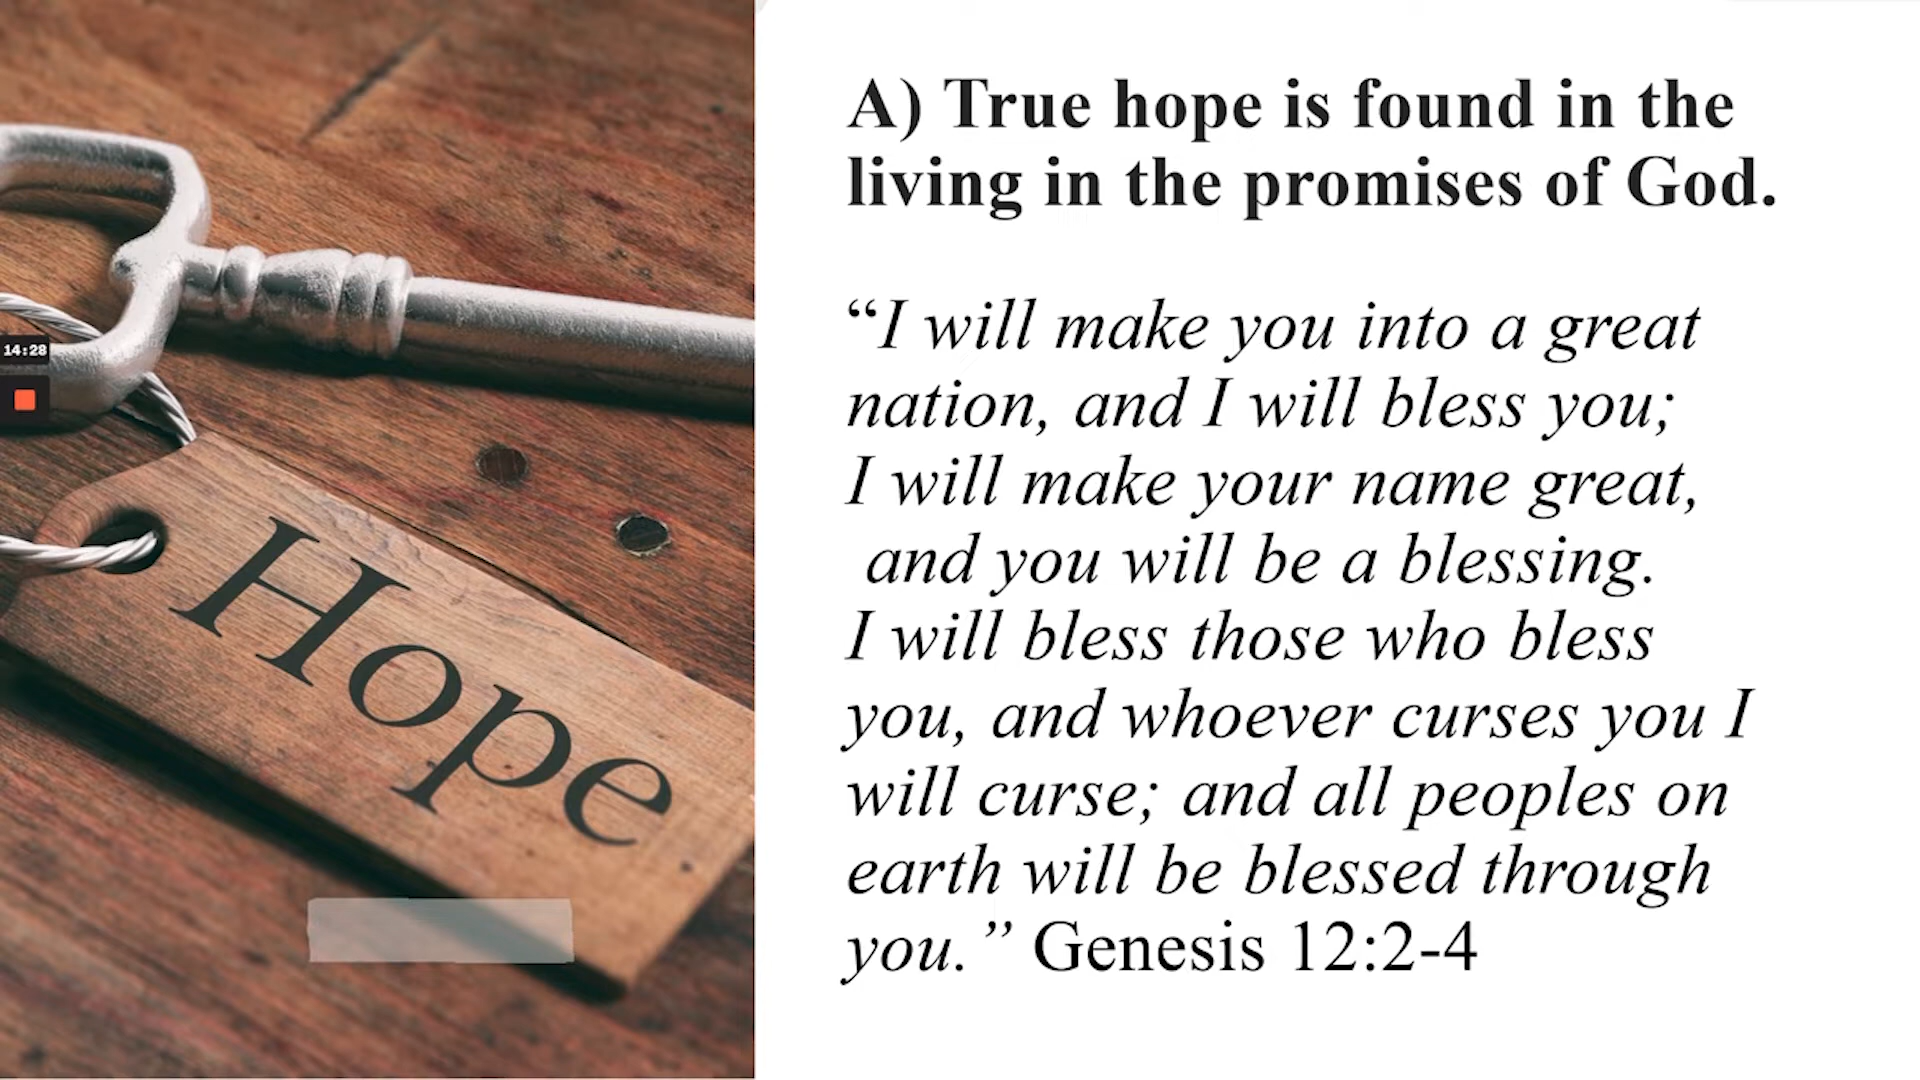 A) True hope is found in the
living in the promises of God.
“I will make you into a great
nation, and I will bless you;
I will make your name great,
and you will be a blessing.
I will bless those who bless
you, and whoever curses you I
will curse; and all peoples on
earth will be blessed through
you.” Genesis 12:2-4
14:28
Hope